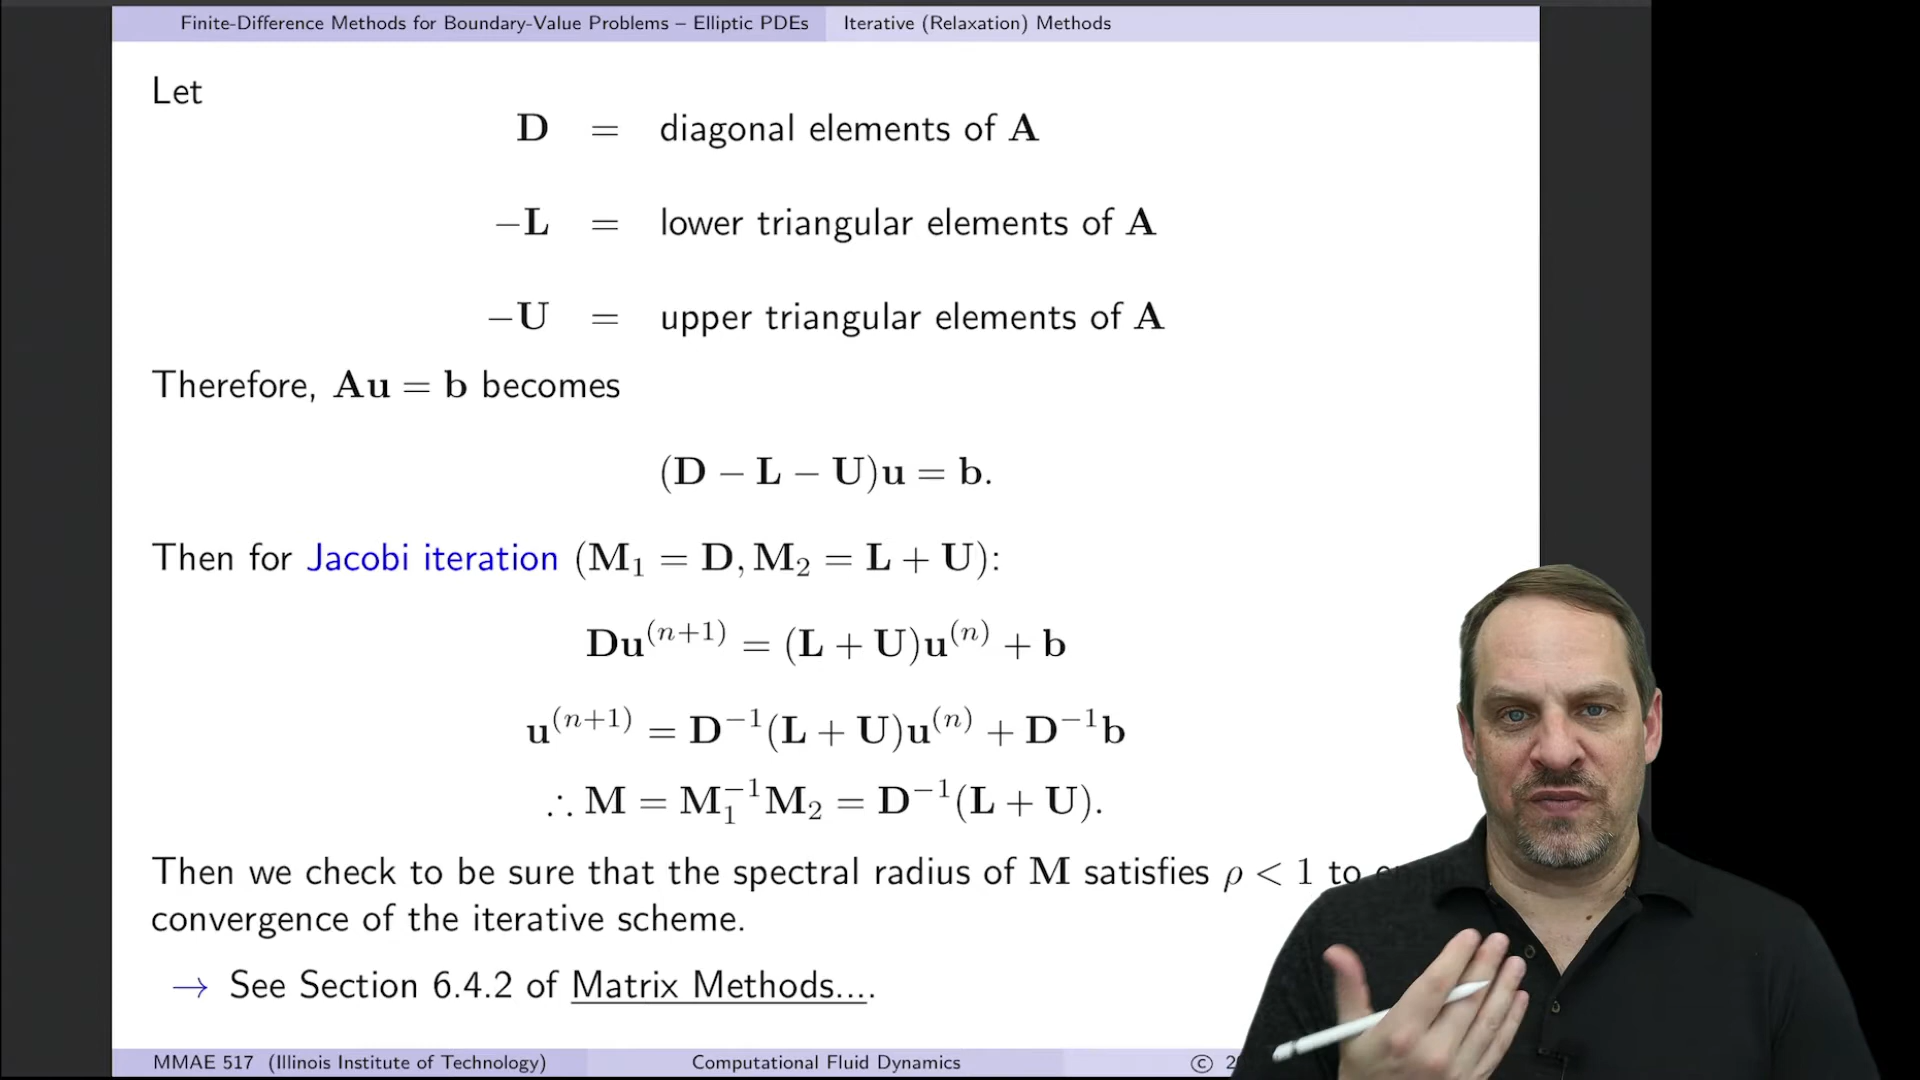 Finite-Difference Methods for Boundary-Value Problems – Elliptic PDEs Iterative (Relaxation) Methods
Let
D = diagonal elements of A
−L = lower triangular elements of A
−U = upper triangular elements of A
Therefore, Au = b becomes
(D − L − U)u = b.
Then for Jacobi iteration (M₁ = D, M₂ = L + U):
Du⁽ⁿ⁺¹⁾ = (L + U)u⁽ⁿ⁾ + b
u⁽ⁿ⁺¹⁾ = D⁻¹(L + U)u⁽ⁿ⁾ + D⁻¹b
∴ M = M₁⁻¹M₂ = D⁻¹(L + U).
Then we check to be sure that the spectral radius of M satisfies ρ < 1 to
convergence of the iterative scheme.
→ See Section 6.4.2 of Matrix Methods....
MMAE 517 (Illinois Institute of Technology) Computational Fluid Dynamics ©